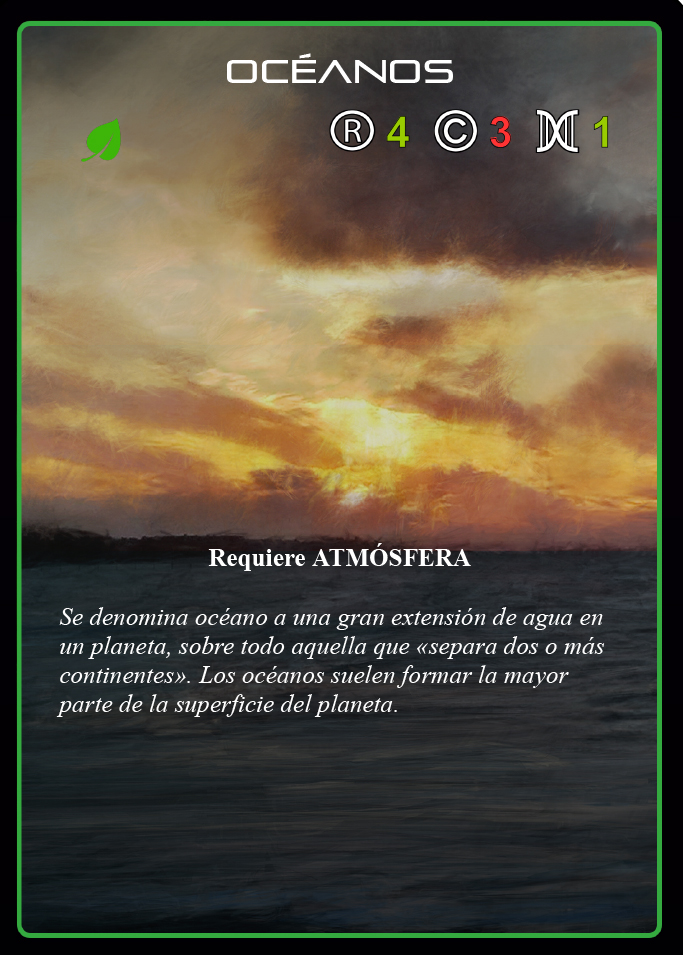 OCÉANOS
® 4 © 3 1
Requiere ATMÓSFERA
Se denomina océano a una gran extensión de agua en
un planeta, sobre todo aquella que «separa dos o más
continentes». Los océanos suelen formar la mayor
parte de la superficie del planeta.